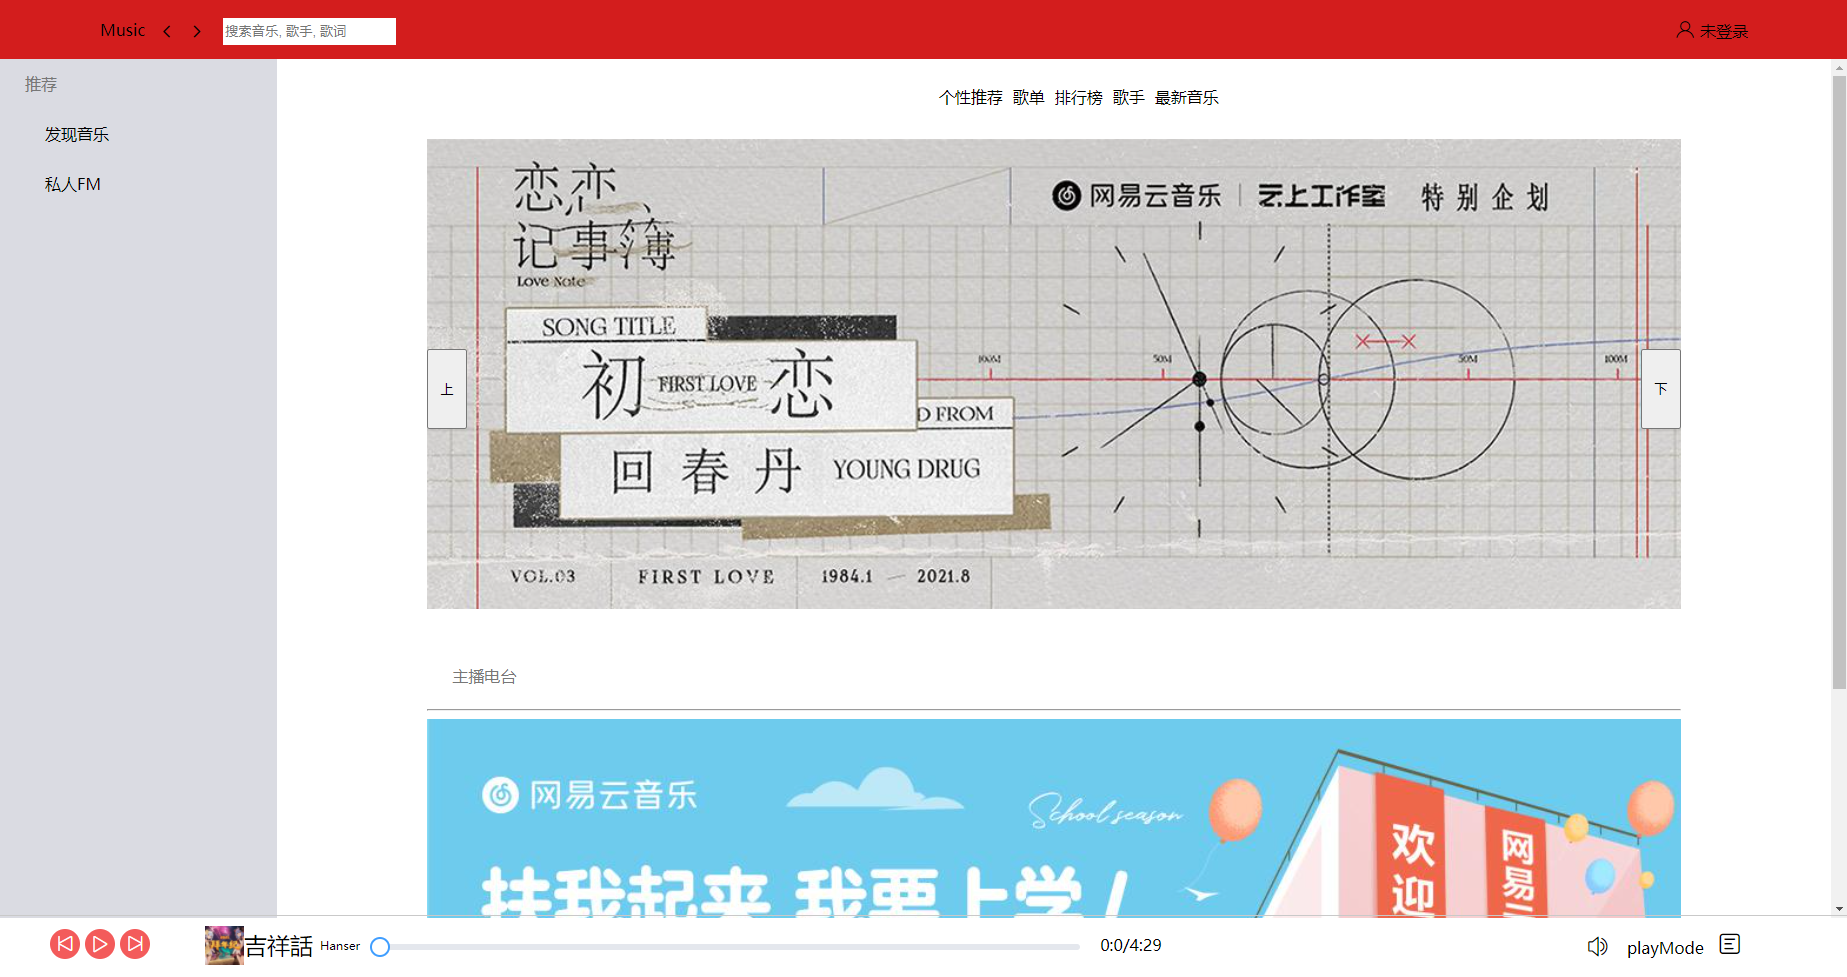 Music
搜索音乐, 歌手, 歌词
未登录
推荐
发现音乐
私人FM
个性推荐 歌单 排行榜 歌手 最新音乐
恋恋
记事簿
Love Note
网易云音乐 | 云上工作室 特别企划
SONG TITLE
初 FIRST LOVE 恋
D FROM
回春丹 YOUNG DRUG
100M
50M
50M
100M
上
下
VOL.03
FIRST LOVE
1984.1 — 2021.8
主播电台
网易云音乐
School season
扶我起来 我要上学!
欢迎
网易
吉祥話 Hanser
0:0/4:29
playMode